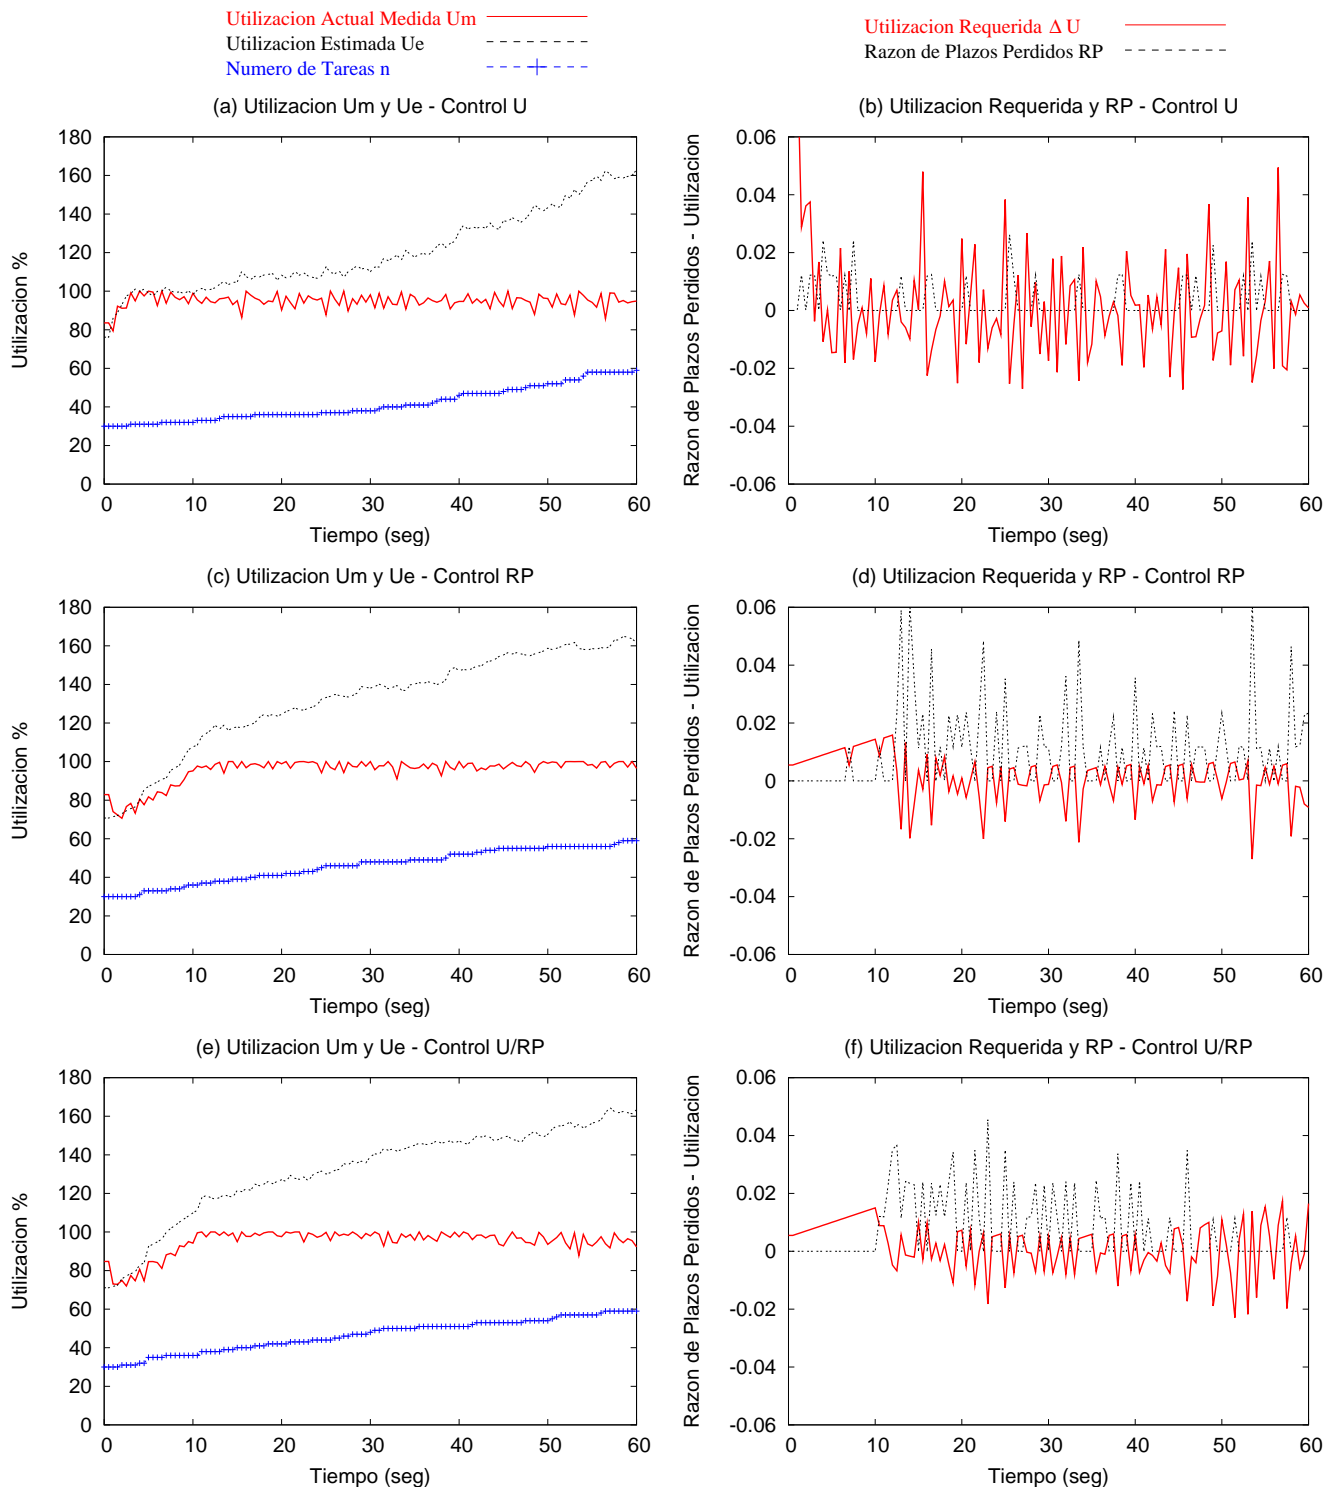 Utilizacion Actual Medida Um
Utilizacion Estimada Ue
Numero de Tareas n
Utilizacion Requerida Δ U
Razon de Plazos Perdidos RP
(a) Utilizacion Um y Ue - Control U
180
160
140
120
100
80
60
40
20
0
0 10 20 30 40 50 60
Utilizacion %
Tiempo (seg)
(b) Utilizacion Requerida y RP - Control U
0.06
0.04
0.02
0
-0.02
-0.04
-0.06
0 10 20 30 40 50 60
Razon de Plazos Perdidos - Utilizacion
Tiempo (seg)
(c) Utilizacion Um y Ue - Control RP
180
160
140
120
100
80
60
40
20
0
0 10 20 30 40 50 60
Utilizacion %
Tiempo (seg)
(d) Utilizacion Requerida y RP - Control RP
0.06
0.04
0.02
0
-0.02
-0.04
-0.06
0 10 20 30 40 50 60
Razon de Plazos Perdidos - Utilizacion
Tiempo (seg)
(e) Utilizacion Um y Ue - Control U/RP
180
160
140
120
100
80
60
40
20
0
0 10 20 30 40 50 60
Utilizacion %
Tiempo (seg)
(f) Utilizacion Requerida y RP - Control U/RP
0.06
0.04
0.02
0
-0.02
-0.04
-0.06
0 10 20 30 40 50 60
Razon de Plazos Perdidos - Utilizacion
Tiempo (seg)